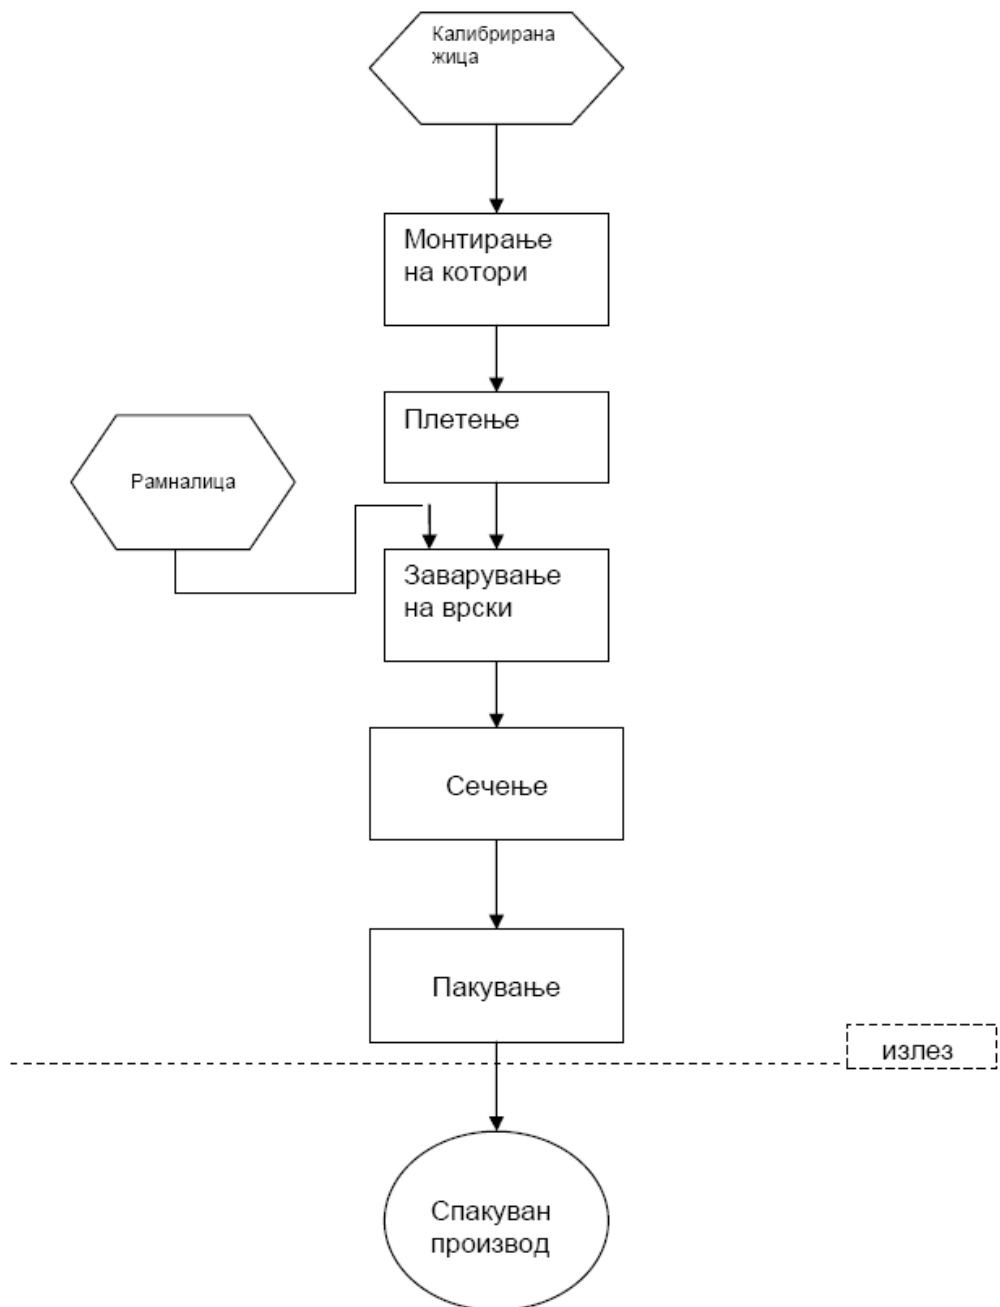 Калибрирана
жица
Монтирање
на котори
Плетење
Рамналица
Заварување
на врски
Сечење
Пакување
излез
Спакуван
производ